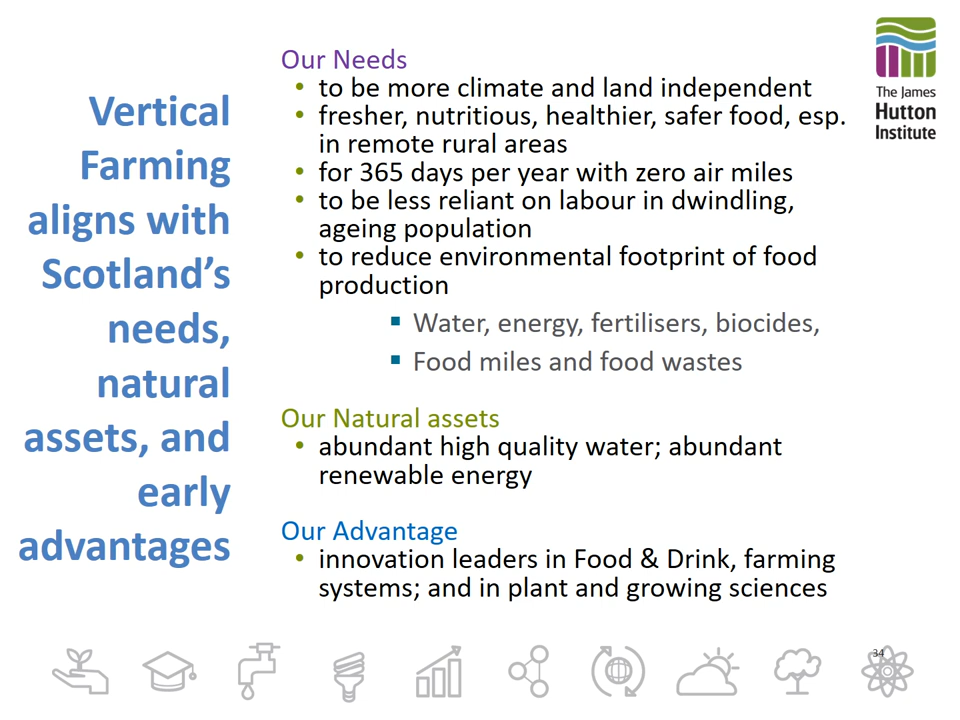 Vertical
Farming
aligns with
Scotland's
needs,
natural
assets, and
early
advantages
Our Needs
• to be more climate and land independent
• fresher, nutritious, healthier, safer food, esp.
in remote rural areas
• for 365 days per year with zero air miles
• to be less reliant on labour in dwindling,
ageing population
• to reduce environmental footprint of food
production
▪ Water, energy, fertilisers, biocides,
▪ Food miles and food wastes
Our Natural assets
• abundant high quality water; abundant
renewable energy
Our Advantage
• innovation leaders in Food & Drink, farming
systems; and in plant and growing sciences
The James
Hutton
Institute
34